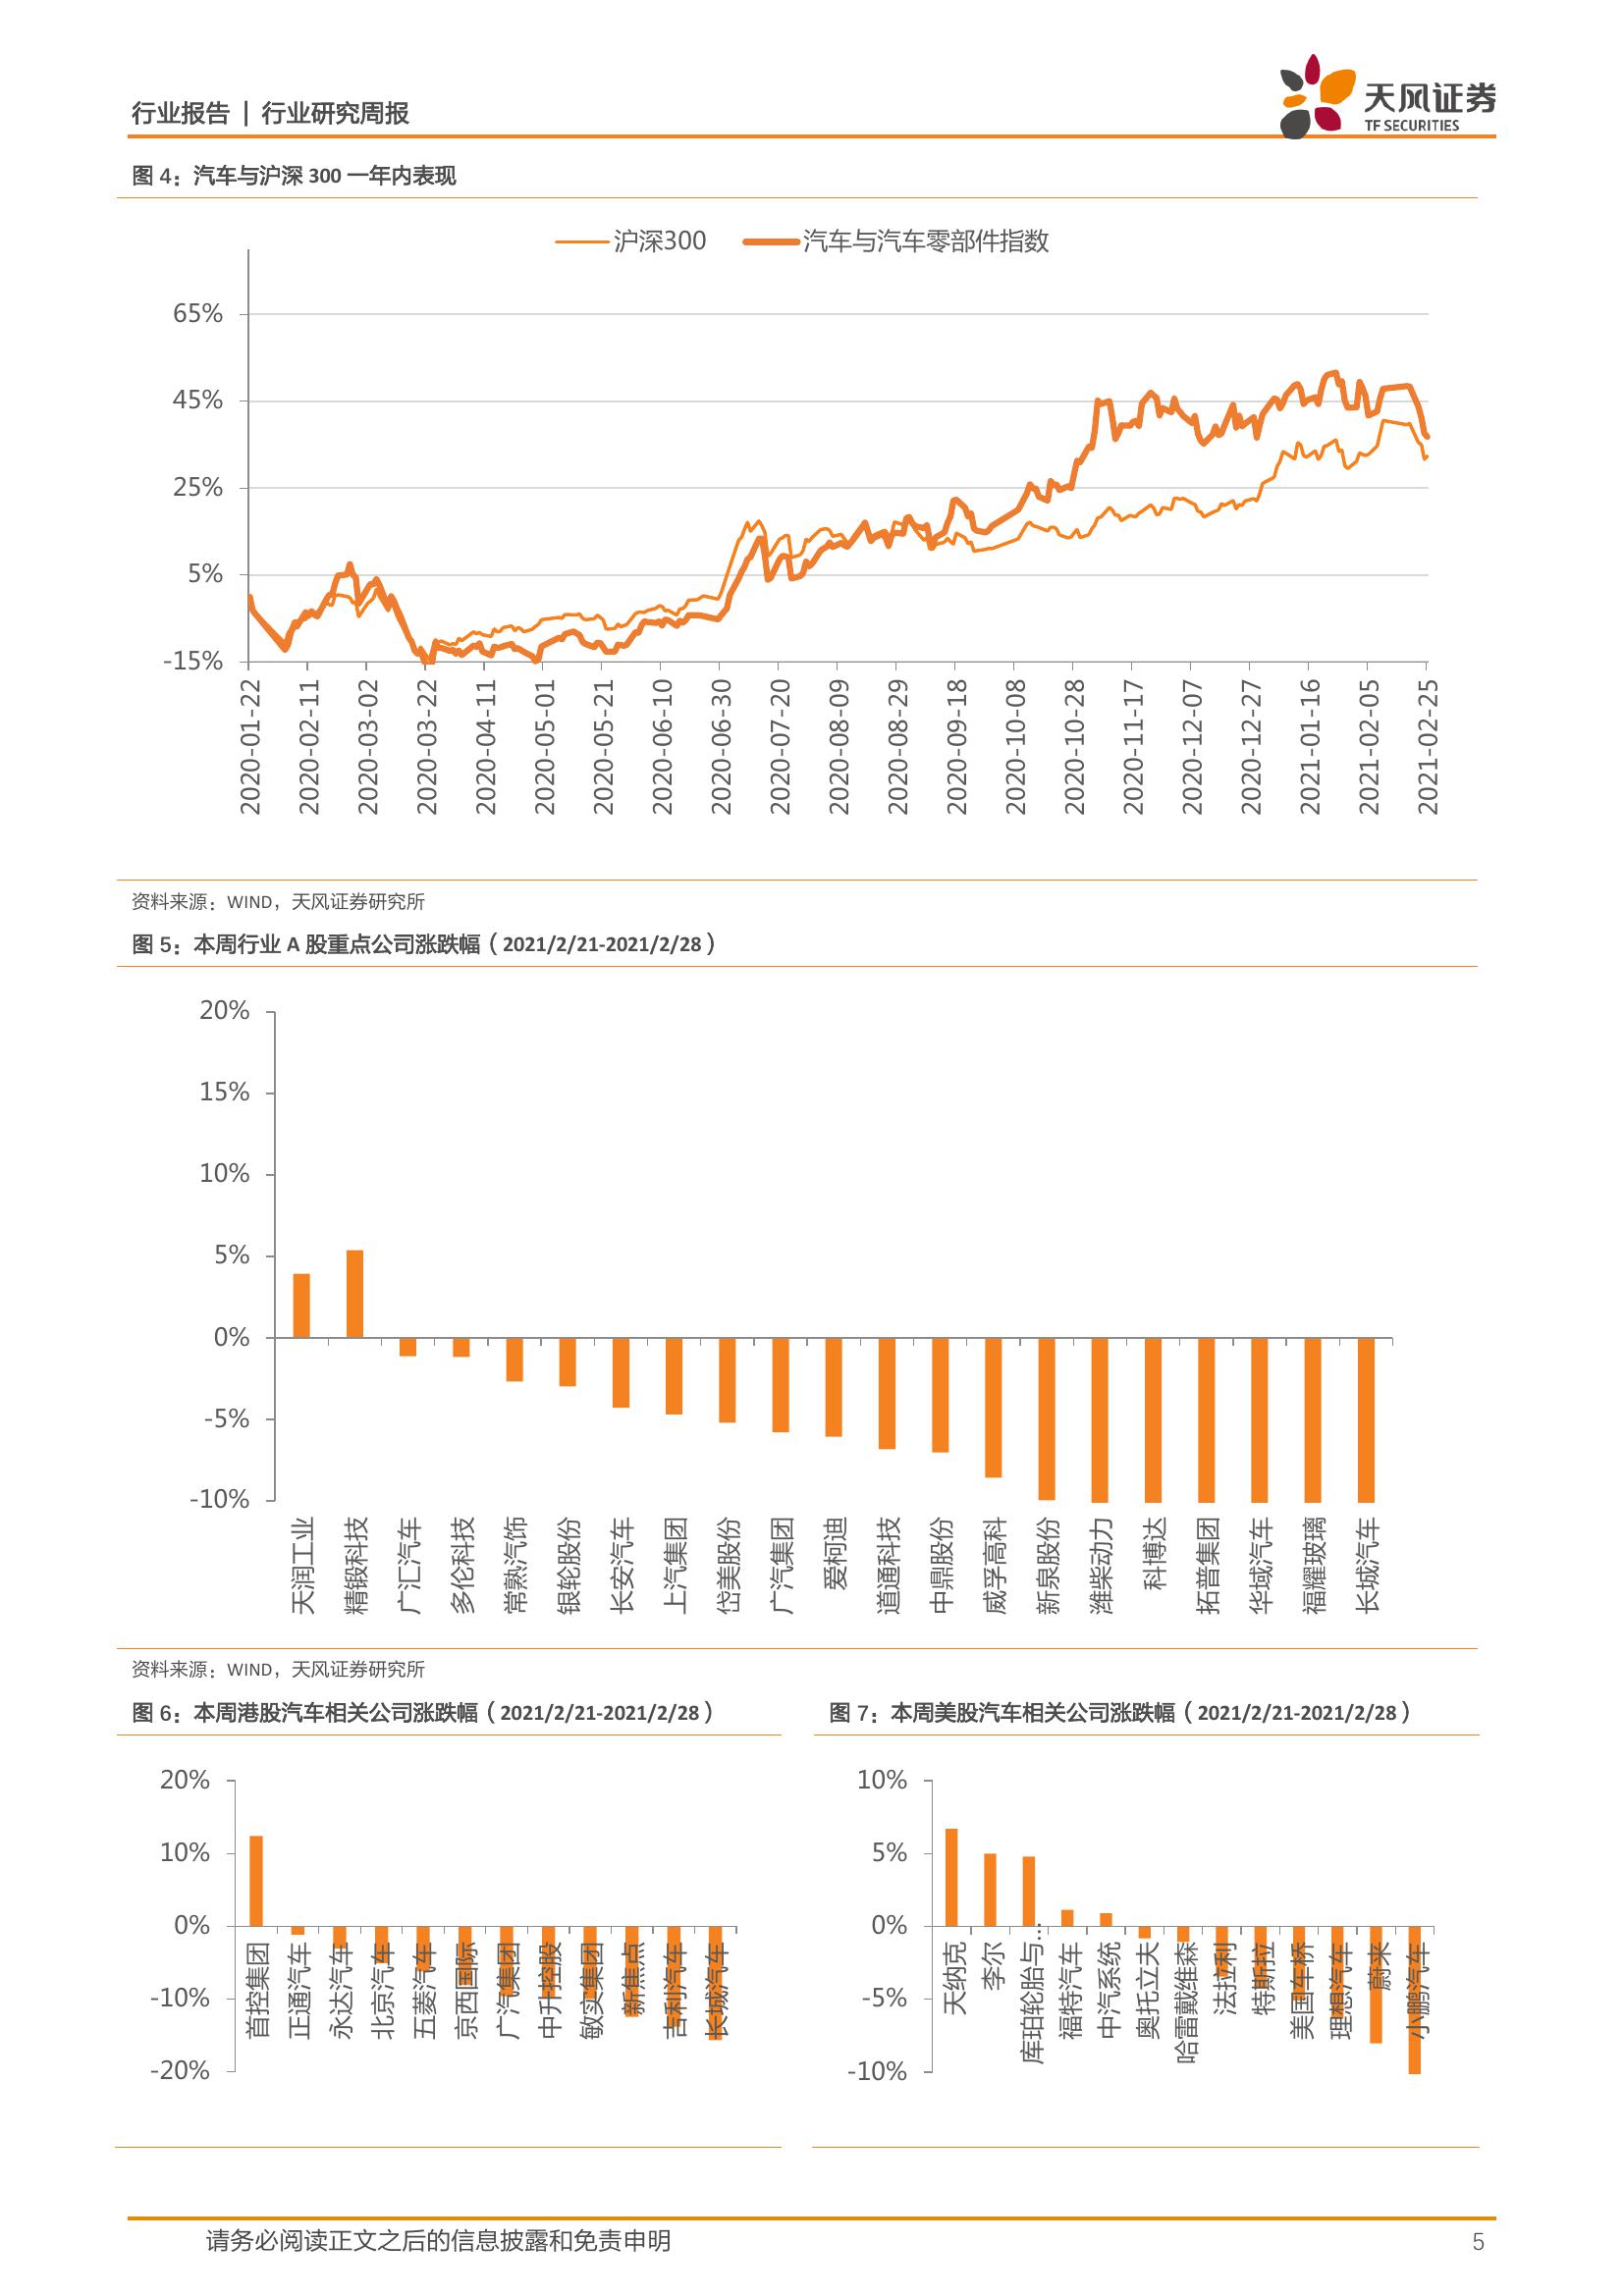 行业报告 | 行业研究周报
天风证券
TF SECURITIES
图 4：汽车与沪深 300 一年内表现
沪深300 汽车与汽车零部件指数
65%
45%
25%
5%
-15%
2020-01-22
2020-02-11
2020-03-02
2020-03-22
2020-04-11
2020-05-01
2020-05-21
2020-06-10
2020-06-30
2020-07-20
2020-08-09
2020-08-29
2020-09-18
2020-10-08
2020-10-28
2020-11-17
2020-12-07
2020-12-27
2021-01-16
2021-02-05
2021-02-25
资料来源：WIND，天风证券研究所
图 5：本周行业 A 股重点公司涨跌幅（2021/2/21-2021/2/28）
20%
15%
10%
5%
0%
-5%
-10%
天润工业
精锻科技
广汇汽车
多伦科技
常熟汽饰
银轮股份
长安汽车
上汽集团
岱美股份
广汽集团
爱柯迪
道通科技
中鼎股份
威孚高科
新泉股份
潍柴动力
科博达
拓普集团
华域汽车
福耀玻璃
长城汽车
资料来源：WIND，天风证券研究所
图 6：本周港股汽车相关公司涨跌幅（2021/2/21-2021/2/28）
20%
10%
0%
-10%
-20%
首控集团
正通汽车
永达汽车
北京汽车
五菱汽车
京西国际
广汽集团
中升控股
敏实集团
新焦点
吉利汽车
长城汽车
图 7：本周美股汽车相关公司涨跌幅（2021/2/21-2021/2/28）
10%
5%
0%
-5%
-10%
天纳克
李尔
库珀轮胎与…
福特汽车
中汽系统
奥托立夫
哈雷戴维森
法拉利
特斯拉
美国车桥
理想汽车
蔚来
小鹏汽车
请务必阅读正文之后的信息披露和免责申明
5